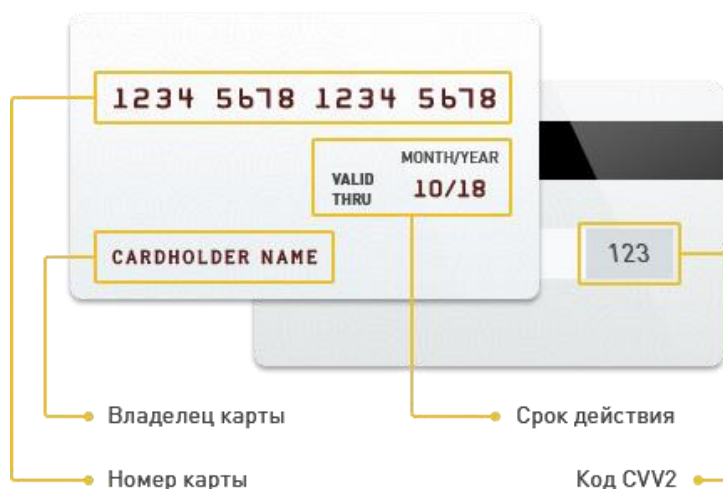 1234 5678 1234 5678
MONTH/YEAR
VALID THRU
10/18
CARDHOLDER NAME
123
Владелец карты
Срок действия
Номер карты
Код CVV2